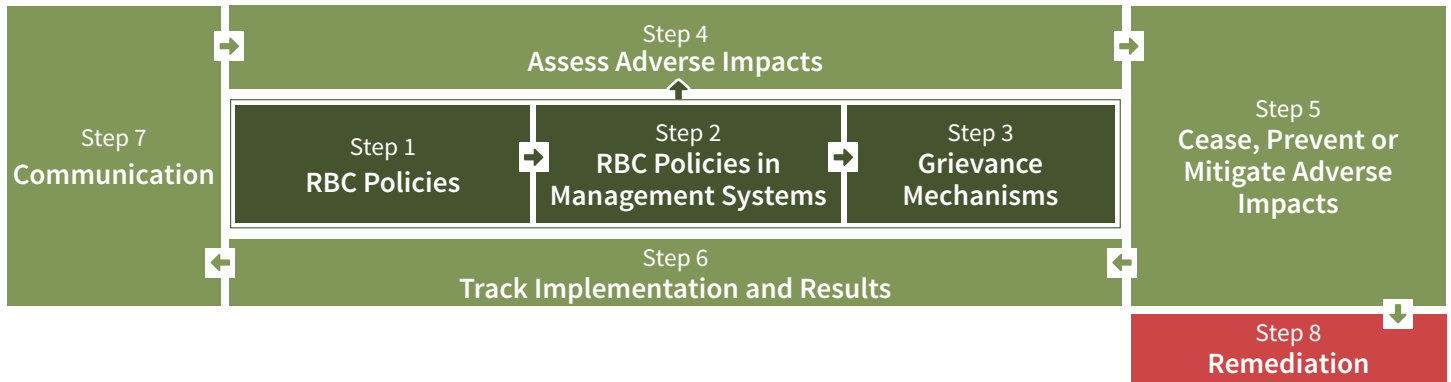 Step 4
Assess Adverse Impacts
Step 7
Communication
Step 1
RBC Policies
Step 2
RBC Policies in
Management Systems
Step 3
Grievance
Mechanisms
Step 5
Cease, Prevent or
Mitigate Adverse
Impacts
Step 6
Track Implementation and Results
Step 8
Remediation